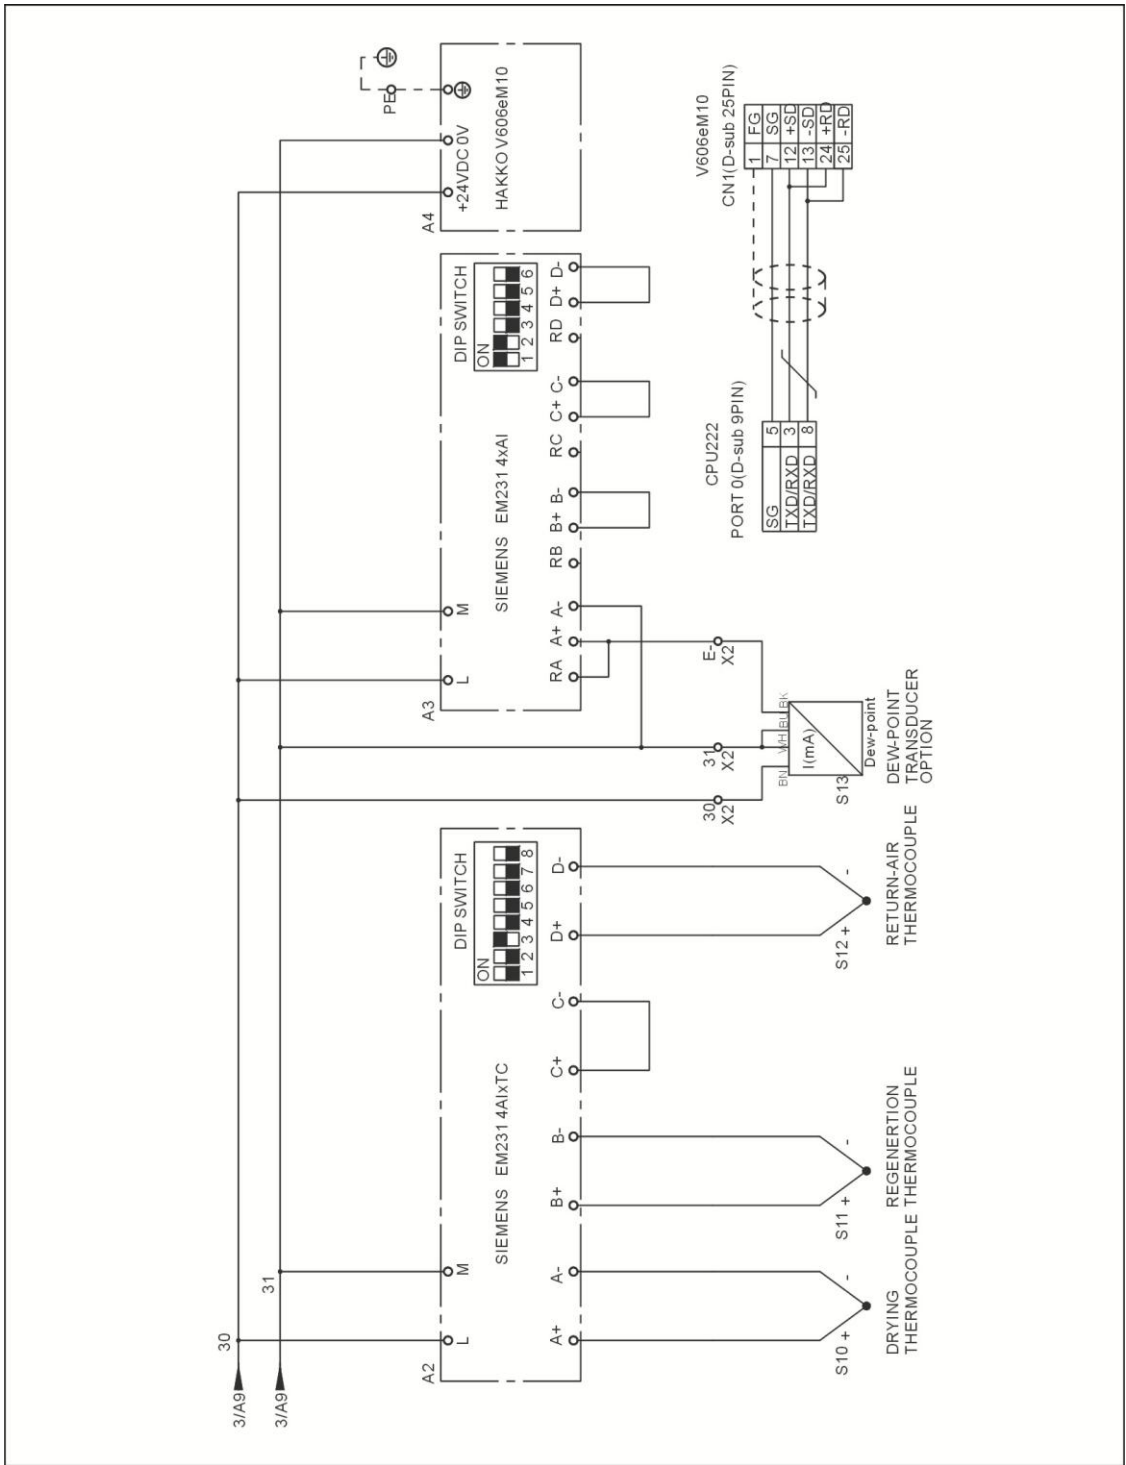 3/A9
30
3/A9
31
A2
L
M
SIEMENS EM231 4AIxTC
DIP SWITCH
ON
1 2 3 4 5 6 7 8
A+ A- B+ B- C+ C- D+ D-
S10 + -
DRYING
THERMOCOUPLE
S11 + -
REGENERTION
THERMOCOUPLE
S12 + -
RETURN-AIR
THERMOCOUPLE
30
X2
31
X2
E-
X2
BN WH BU BK
I(mA)
S13
Dew-point
DEW-POINT
TRANSDUCER
OPTION
A3
L
M
SIEMENS EM231 4xAI
DIP SWITCH
ON
1 2 3 4 5 6
RA A+ A- RB B+ B- RC C+ C- RD D+ D-
A4
+24VDC 0V
PE
HAKKO V606eM10
CPU222
PORT 0(D-sub 9PIN)
SG 5
TXD/RXD 3
TXD/RXD 8
V606eM10
CN1(D-sub 25PIN)
1 FG
7 SG
12 +SD
13 -SD
24 +RD
25 -RD